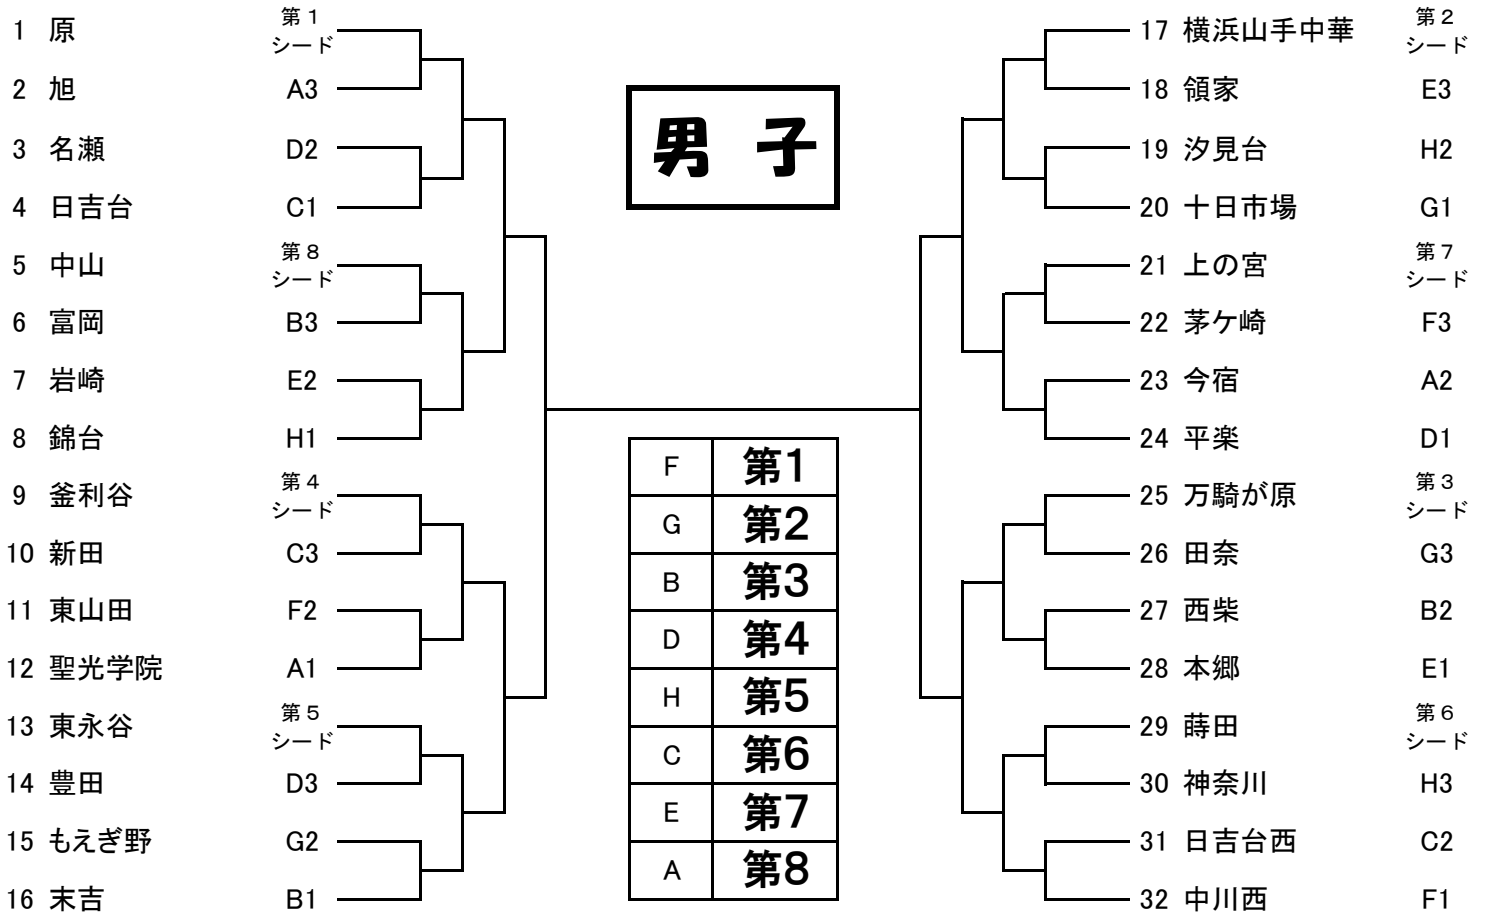 1 原 第１シード
2 旭 A3
3 名瀬 D2
4 日吉台 C1
5 中山 第８シード
6 富岡 B3
7 岩崎 E2
8 錦台 H1
9 釜利谷 第４シード
10 新田 C3
11 東山田 F2
12 聖光学院 A1
13 東永谷 第５シード
14 豊田 D3
15 もえぎ野 G2
16 末吉 B1
男 子
F 第1
G 第2
B 第3
D 第4
H 第5
C 第6
E 第7
A 第8
17 横浜山手中華 第２シード
18 領家 E3
19 汐見台 H2
20 十日市場 G1
21 上の宮 第７シード
22 茅ケ崎 F3
23 今宿 A2
24 平楽 D1
25 万騎が原 第３シード
26 田奈 G3
27 西柴 B2
28 本郷 E1
29 蒔田 第６シード
30 神奈川 H3
31 日吉台西 C2
32 中川西 F1